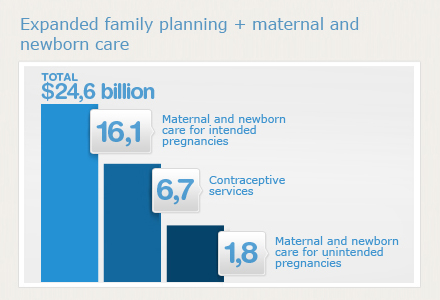 Expanded family planning + maternal and
newborn care
TOTAL
$24,6 billion
16,1
Maternal and newborn
care for intended
pregnancies
6,7
Contraceptive
services
1,8
Maternal and newborn
care for unintended
pregnancies